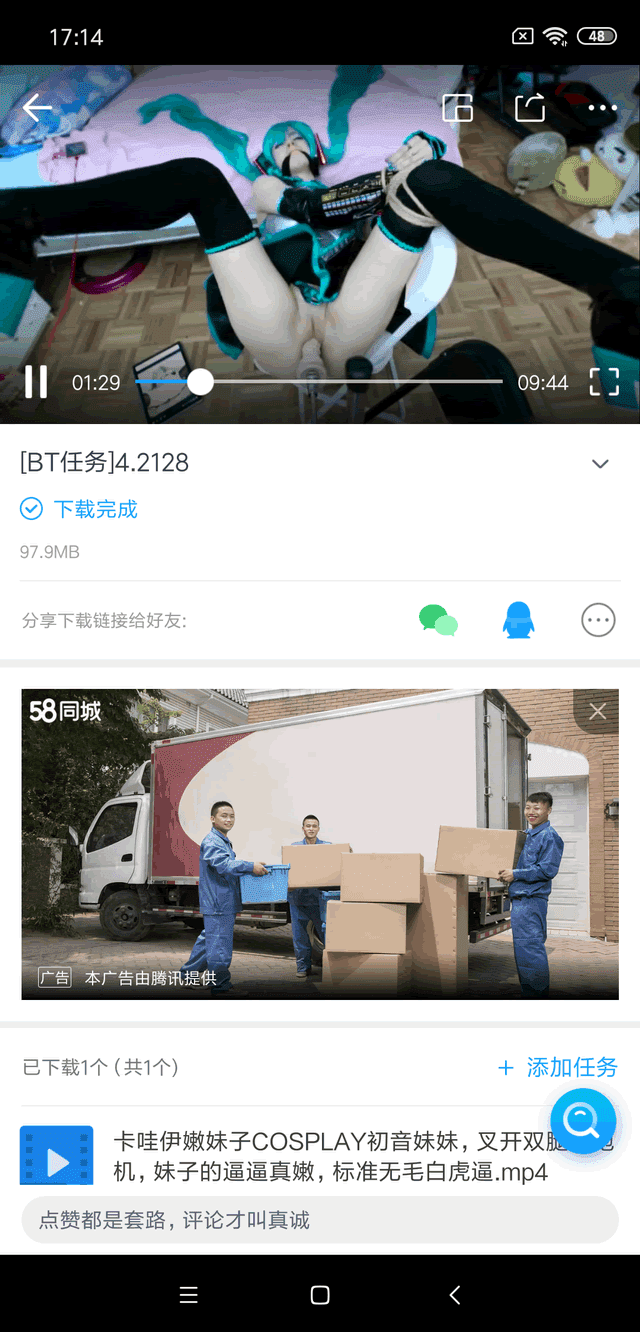 17:14
48
01:29
09:44
[BT任务]4.2128
下载完成
97.9MB
分享下载链接给好友:
58同城
广告 本广告由腾讯提供
已下载1个 (共1个)
+ 添加任务
卡哇伊嫩妹子COSPLAY初音妹妹，叉开双腿
机，妹子的逼逼真嫩，标准无毛白虎逼.mp4
点赞都是套路，评论才叫真诚